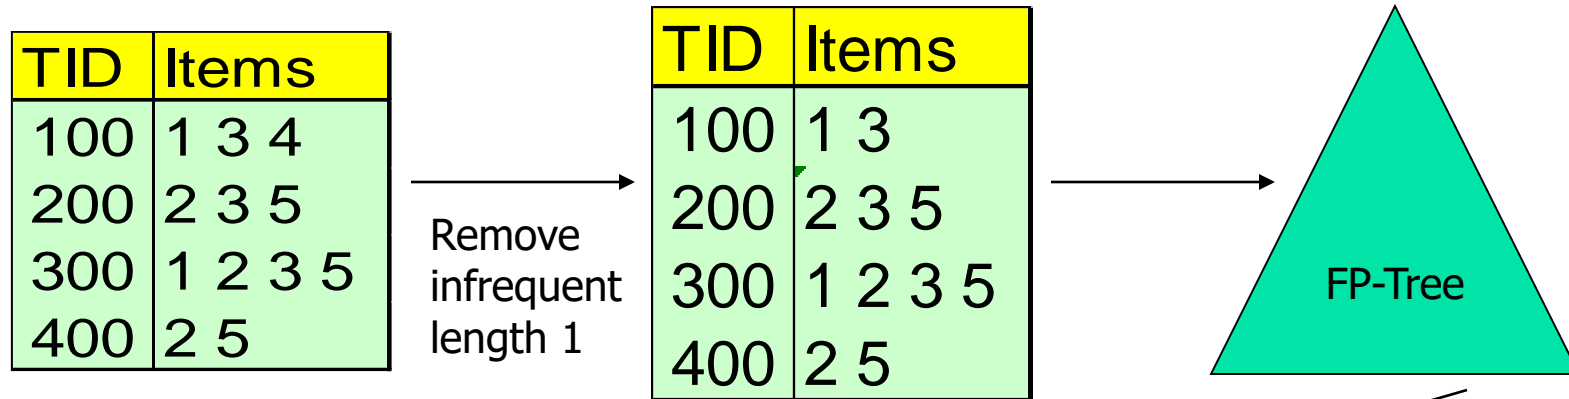 TID Items
100 1 3 4
200 2 3 5
300 1 2 3 5
400 2 5
Remove
infrequent
length 1
TID Items
100 1 3
200 2 3 5
300 1 2 3 5
400 2 5
FP-Tree